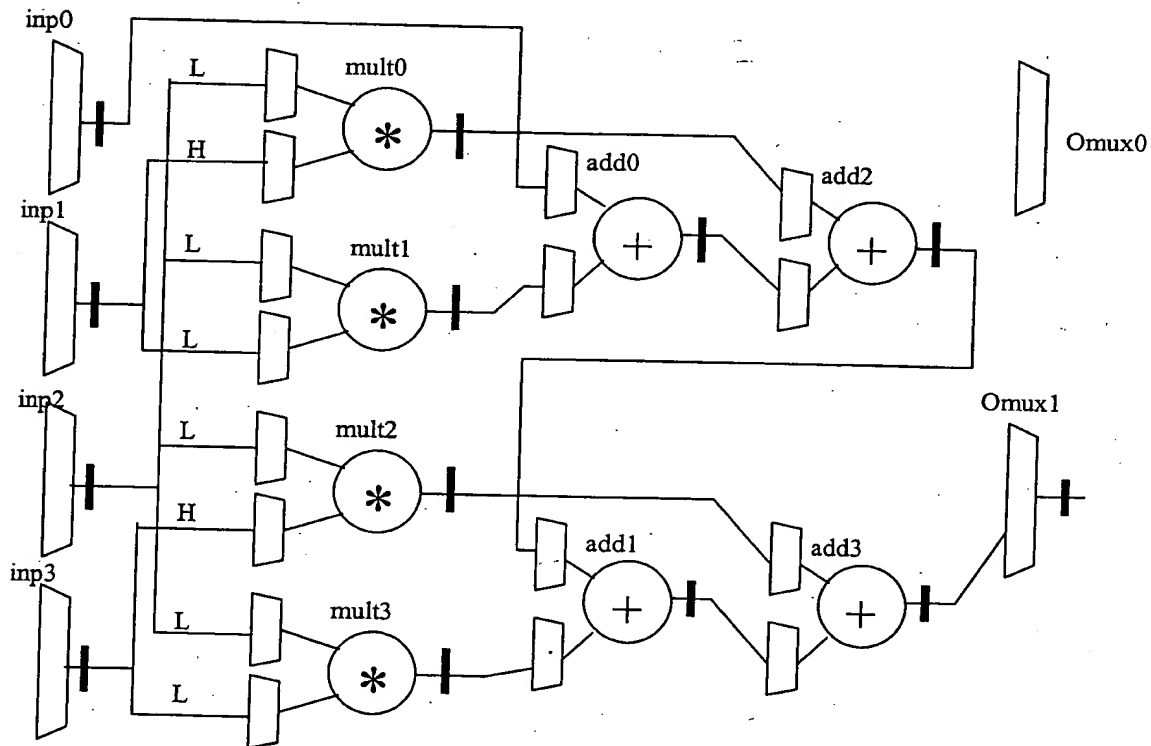 inp0
L
mult0
*
H
Omux0
add0
add2
inp1
+
+
L
mult1
*
L
inp2
Omux1
L
mult2
*
H
add1
add3
inp3
+
+
L
mult3
*
L